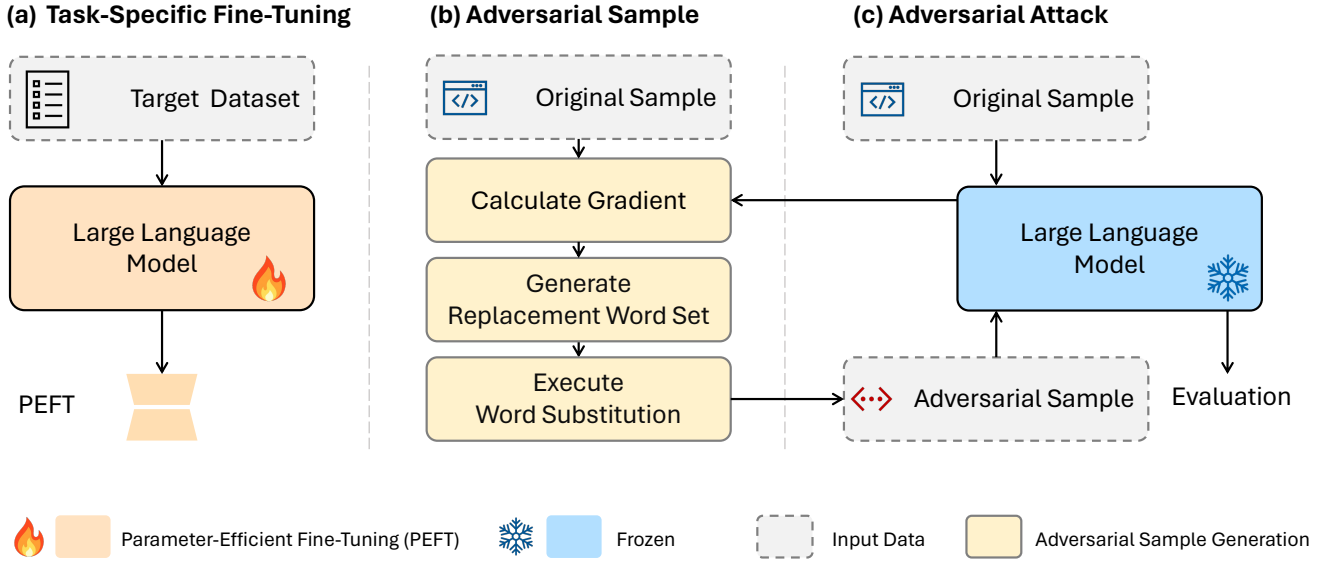 (a) Task-Specific Fine-Tuning
Target Dataset
Large Language
Model
PEFT
(b) Adversarial Sample
</>
Original Sample
Calculate Gradient
Generate
Replacement Word Set
Execute
Word Substitution
(c) Adversarial Attack
</>
Original Sample
Large Language
Model
Adversarial Sample
Evaluation
Parameter-Efficient Fine-Tuning (PEFT)
Frozen
Input Data
Adversarial Sample Generation